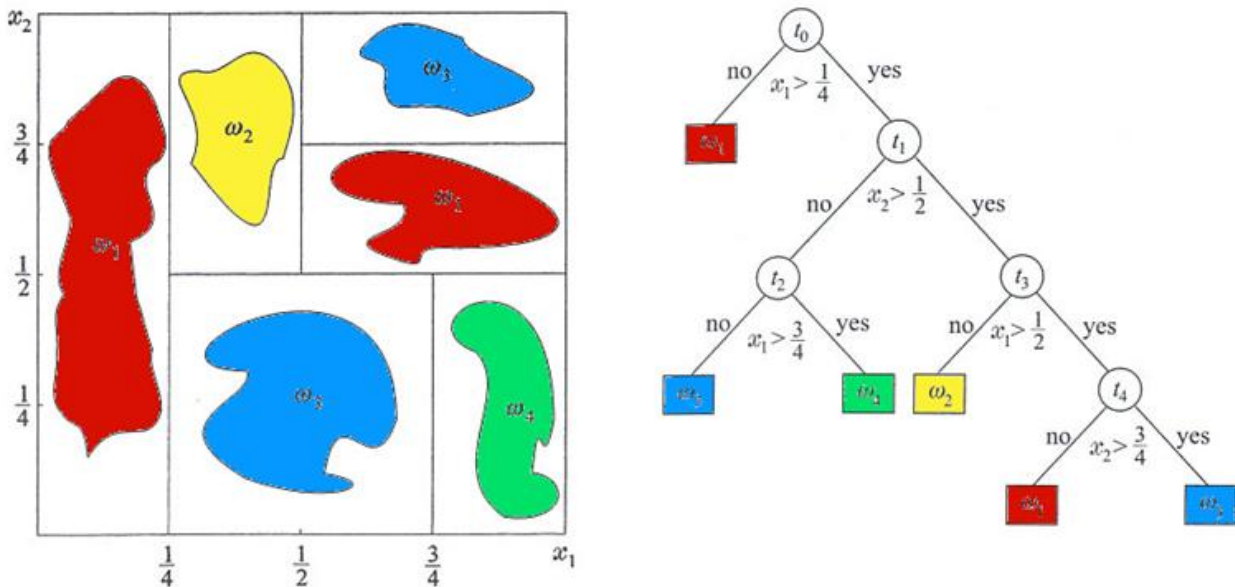 x₂
ω₃
ω₂
3/4
ω₁
ω₁
1/2
ω₃
ω₄
1/4
1/4
1/2
3/4
x₁
t₀
no
yes
x₁ > 1/4
ω₁
t₁
no
x₂ > 1/2
yes
t₂
t₃
no
x₁ > 3/4
yes
no
x₁ > 1/2
yes
ω₃
ω₄
ω₂
t₄
no
x₂ > 3/4
yes
ω₁
ω₃